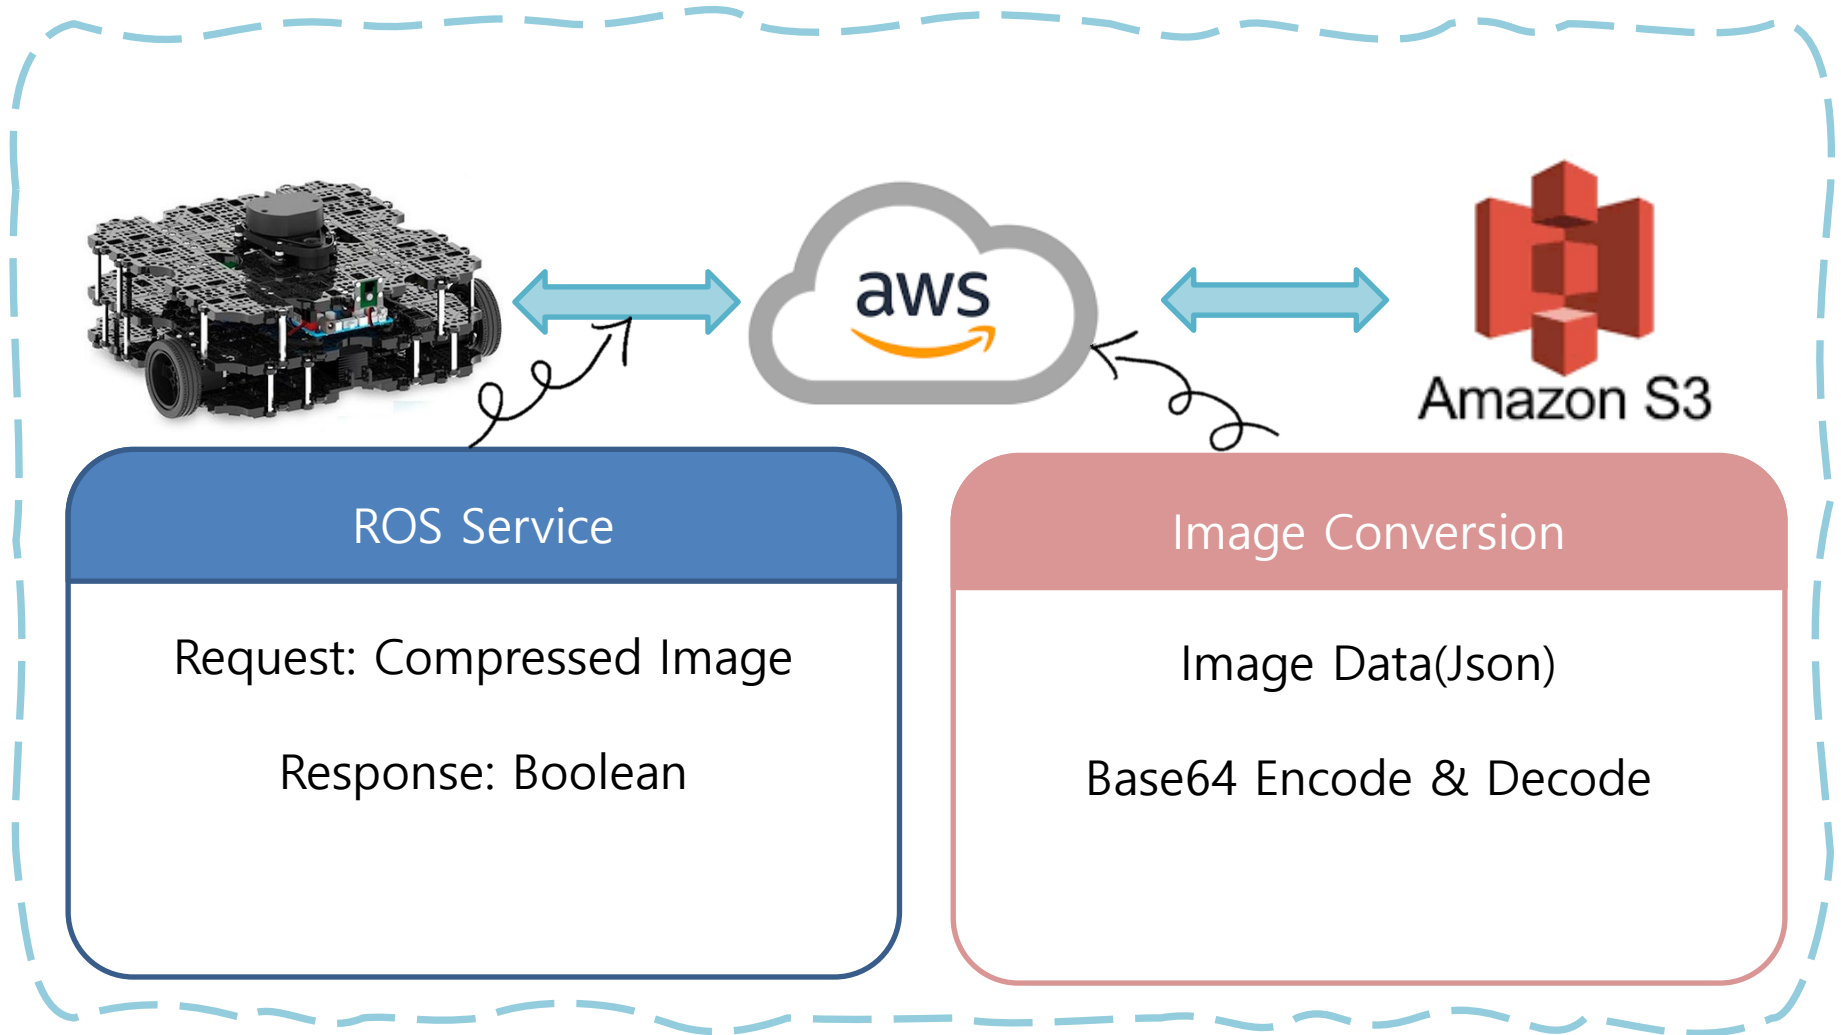 aws
Amazon S3
ROS Service
Request: Compressed Image
Response: Boolean
Image Conversion
Image Data(Json)
Base64 Encode & Decode